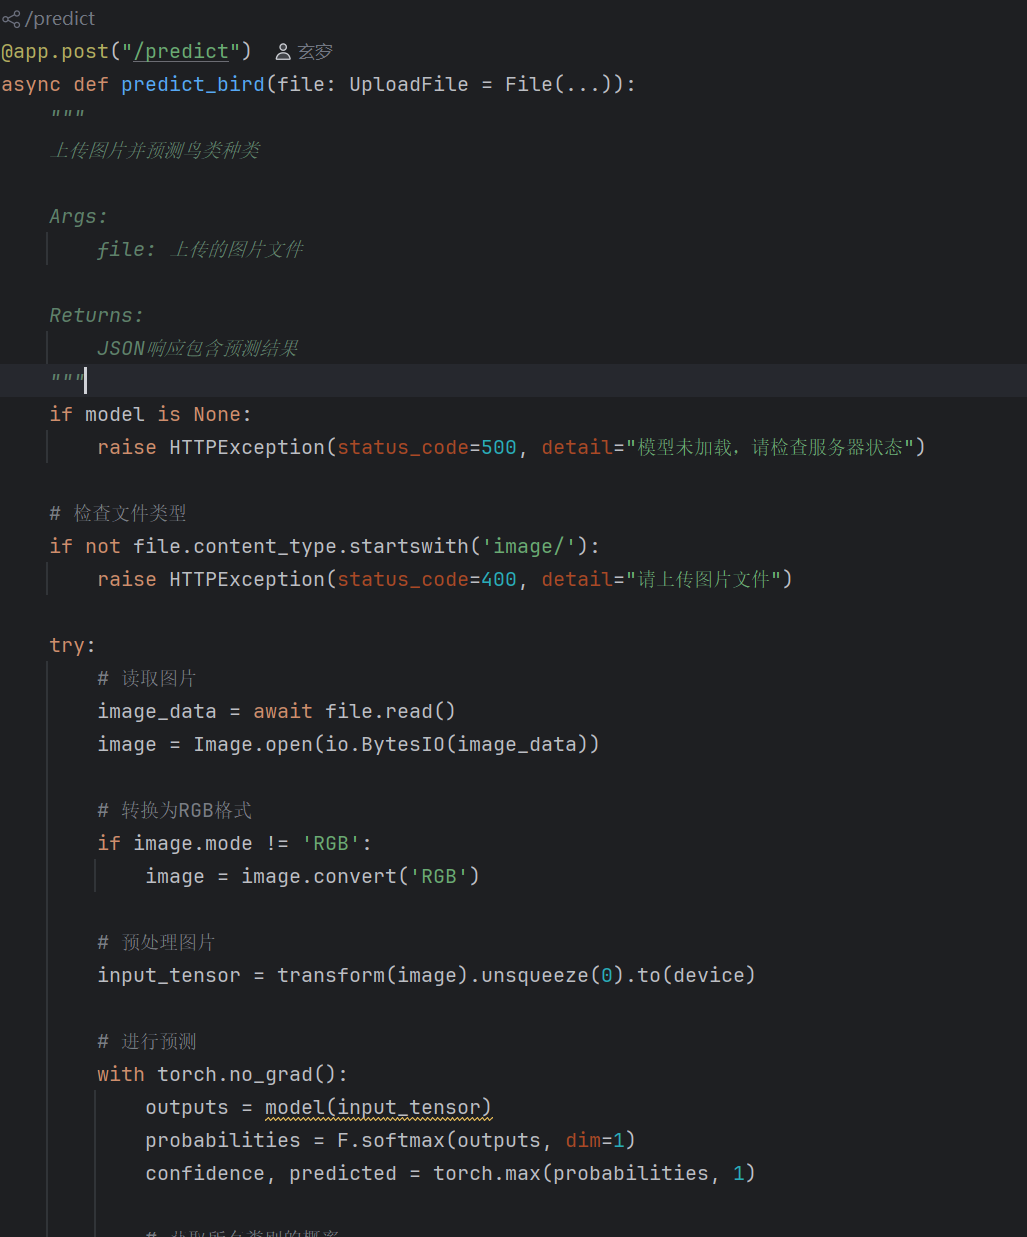 /predict
@app.post("/predict") 玄穸
async def predict_bird(file: UploadFile = File(...)):
"""
上传图片并预测鸟类种类
Args:
file: 上传的图片文件
Returns:
JSON响应包含预测结果
"""
if model is None:
raise HTTPException(status_code=500, detail="模型未加载，请检查服务器状态")
# 检查文件类型
if not file.content_type.startswith('image/'):
raise HTTPException(status_code=400, detail="请上传图片文件")
try:
# 读取图片
image_data = await file.read()
image = Image.open(io.BytesIO(image_data))
# 转换为RGB格式
if image.mode != 'RGB':
image = image.convert('RGB')
# 预处理图片
input_tensor = transform(image).unsqueeze(0).to(device)
# 进行预测
with torch.no_grad():
outputs = model(input_tensor)
probabilities = F.softmax(outputs, dim=1)
confidence, predicted = torch.max(probabilities, 1)